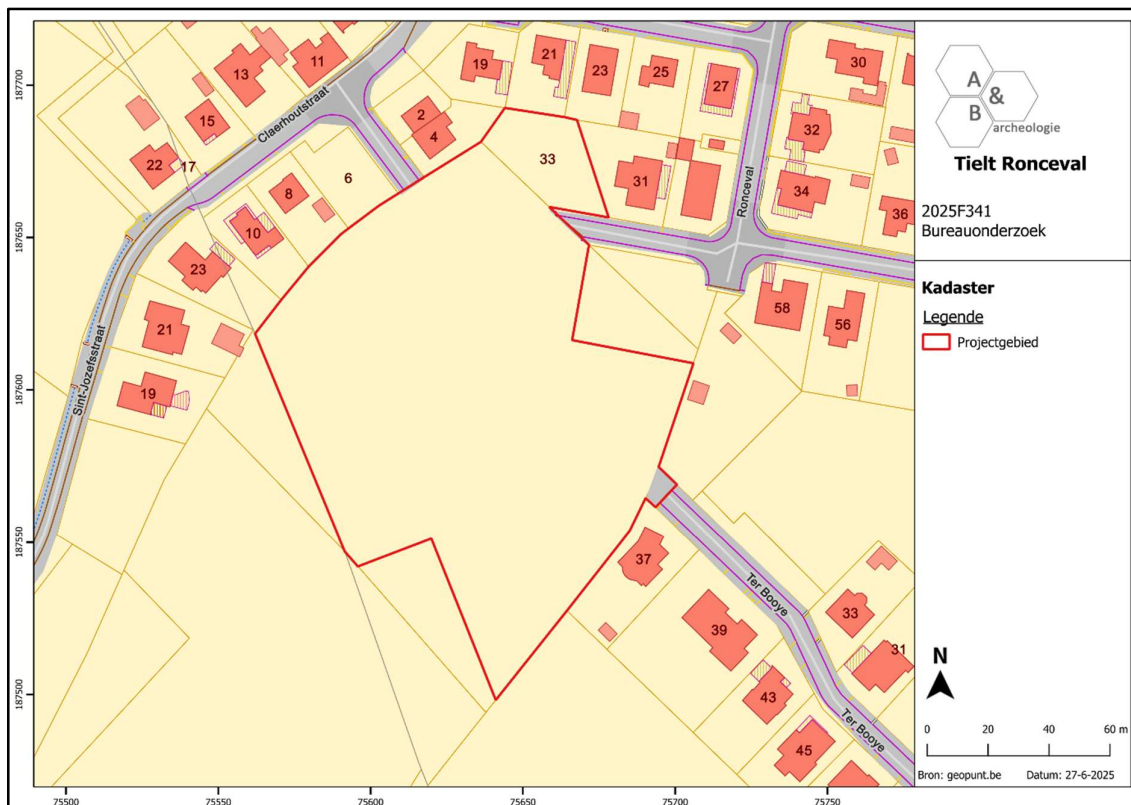 187700
187650
187600
187550
187500
75500
75550
75600
75650
75700
75750
13
11
15
22
17
Claerhoutstraat
2
4
6
8
10
23
21
19
Sint-Jozefsstraat
19
21
23
25
27
33
31
Ronceval
30
32
34
36
58
56
37
39
43
45
Ter Booye
Ter Booye
33
31
A
&
B
archeologie
Tielt Ronceval
2025F341
Bureauonderzoek
Kadaster
Legende
Projectgebied
N
0 20 40 60 m
Bron: geopunt.be Datum: 27-6-2025